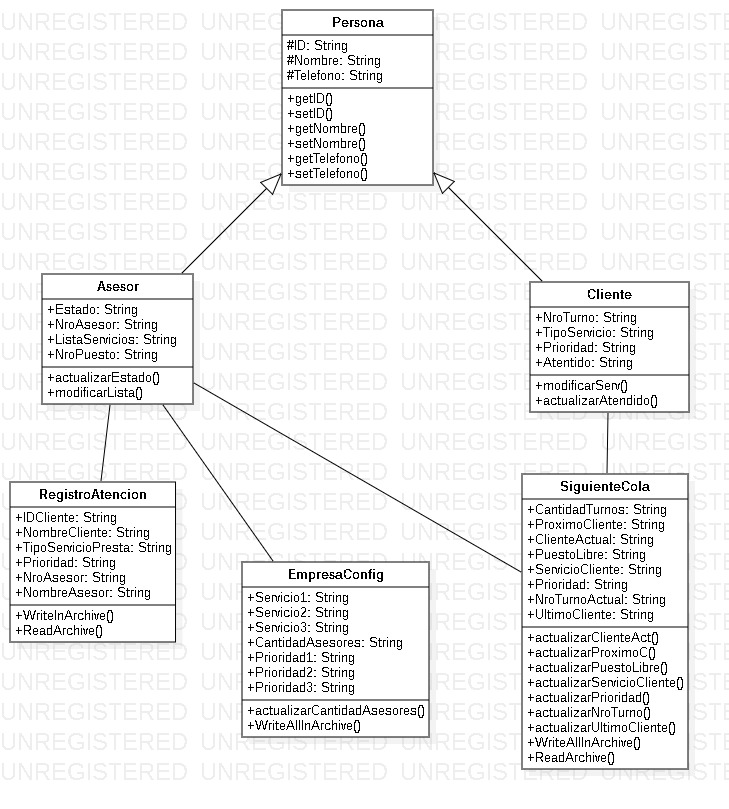 Persona
#ID: String
#Nombre: String
#Telefono: String
+getID()
+setID()
+getNombre()
+setNombre()
+getTelefono()
+setTelefono()
Asesor
+Estado: String
+NroAsesor: String
+ListaServicios: String
+NroPuesto: String
+actualizarEstado()
+modificarLista()
Cliente
+NroTurno: String
+TipoServicio: String
+Prioridad: String
+Atentido: String
+modificarServ()
+actualizarAtendido()
RegistroAtencion
+IDCliente: String
+NombreCliente: String
+TipoServicioPresta: String
+Prioridad: String
+NroAsesor: String
+NombreAsesor: String
+WriteInArchive()
+ReadArchive()
EmpresaConfig
+Servicio1: String
+Servicio2: String
+Servicio3: String
+CantidadAsesores: String
+Prioridad1: String
+Prioridad2: String
+Prioridad3: String
+actualizarCantidadAsesores()
+WriteAllInArchive()
SiguienteCola
+CantidadTurnos: String
+ProximoCliente: String
+ClienteActual: String
+PuestoLibre: String
+ServicioCliente: String
+Prioridad: String
+NroTurnoActual: String
+UltimoCliente: String
+actualizarClienteAct()
+actualizarProximoC()
+actualizarPuestoLibre()
+actualizarServicioCliente()
+actualizarPrioridad()
+actualizarNroTurno()
+actualizarUltimoCliente()
+WriteAllInArchive()
+ReadArchive()
UNREGISTERED